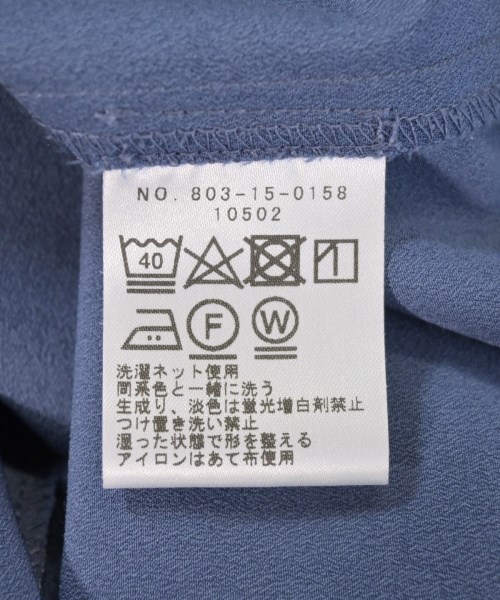 NO. 803-15-0158
10502
40
F W
洗濯ネット使用
同系色と一緒に洗う
生成り、淡色は蛍光増白剤禁止
つけ置き洗い禁止
湿った状態で形を整える
アイロンはあて布使用